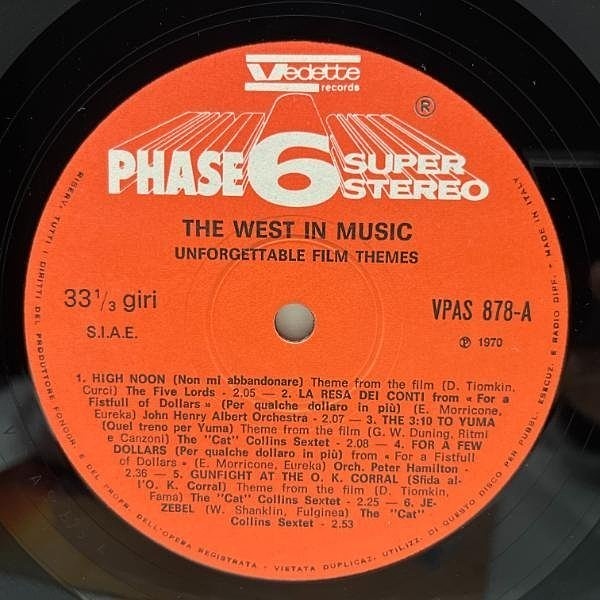 Vedette
records
®
PHASE 6 SUPER
STEREO
THE WEST IN MUSIC
UNFORGETTABLE FILM THEMES
33 1/3 giri
VPAS 878-A
S.I.A.E.
℗ 1970
1. HIGH NOON (Non mi abbandonare) Theme from the film (D. Tiomkin,
Curci) The Five Lords - 2.05 — 2. LA RESA DEI CONTI from « For a
Fistfull of Dollars » (Per qualche dollaro in più) (E. Morricone,
Eureka) John Henry Albert Orchestra - 2.07 — 3. THE 3:10 TO YUMA
(Quel treno per Yuma) Theme from the film (G. W. Duning, Ritmi
e Canzoni) The "Cat" Collins Sextet - 2.08 — 4. FOR A FEW
DOLLARS (Per qualche dollaro in più) from « For a Fistfull
of Dollars » (E. Morricone, Eureka) Orch. Peter Hamilton -
2.36 — 5. GUNFIGHT AT THE O. K. CORRAL (Sfida al-
l'O. K. Corral) Theme from the film (D. Tiomkin,
Fama) The "Cat" Collins Sextet - 2.25 — 6. JE-
ZEBEL (W. Shanklin, Fulginea) The "Cat"
Collins Sextet - 2.53
RISERV. TUTTI I DIRITTI DEL PRODUTTORE FONOGR. E DEL PROPR. DELL'OPERA REGISTRATA - VIETATA DUPLICAZ. UTILIZZ. DI QUESTO DISCO PER PUBBL. ESECUZ. E RADIO DIFF. • MADE IN ITALY